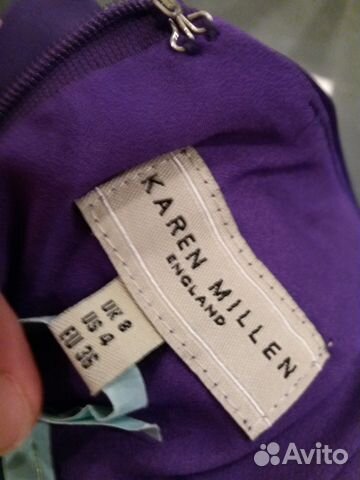 KAREN MILLEN
ENGLAND
UK 8
US 4
EU 36
Avito